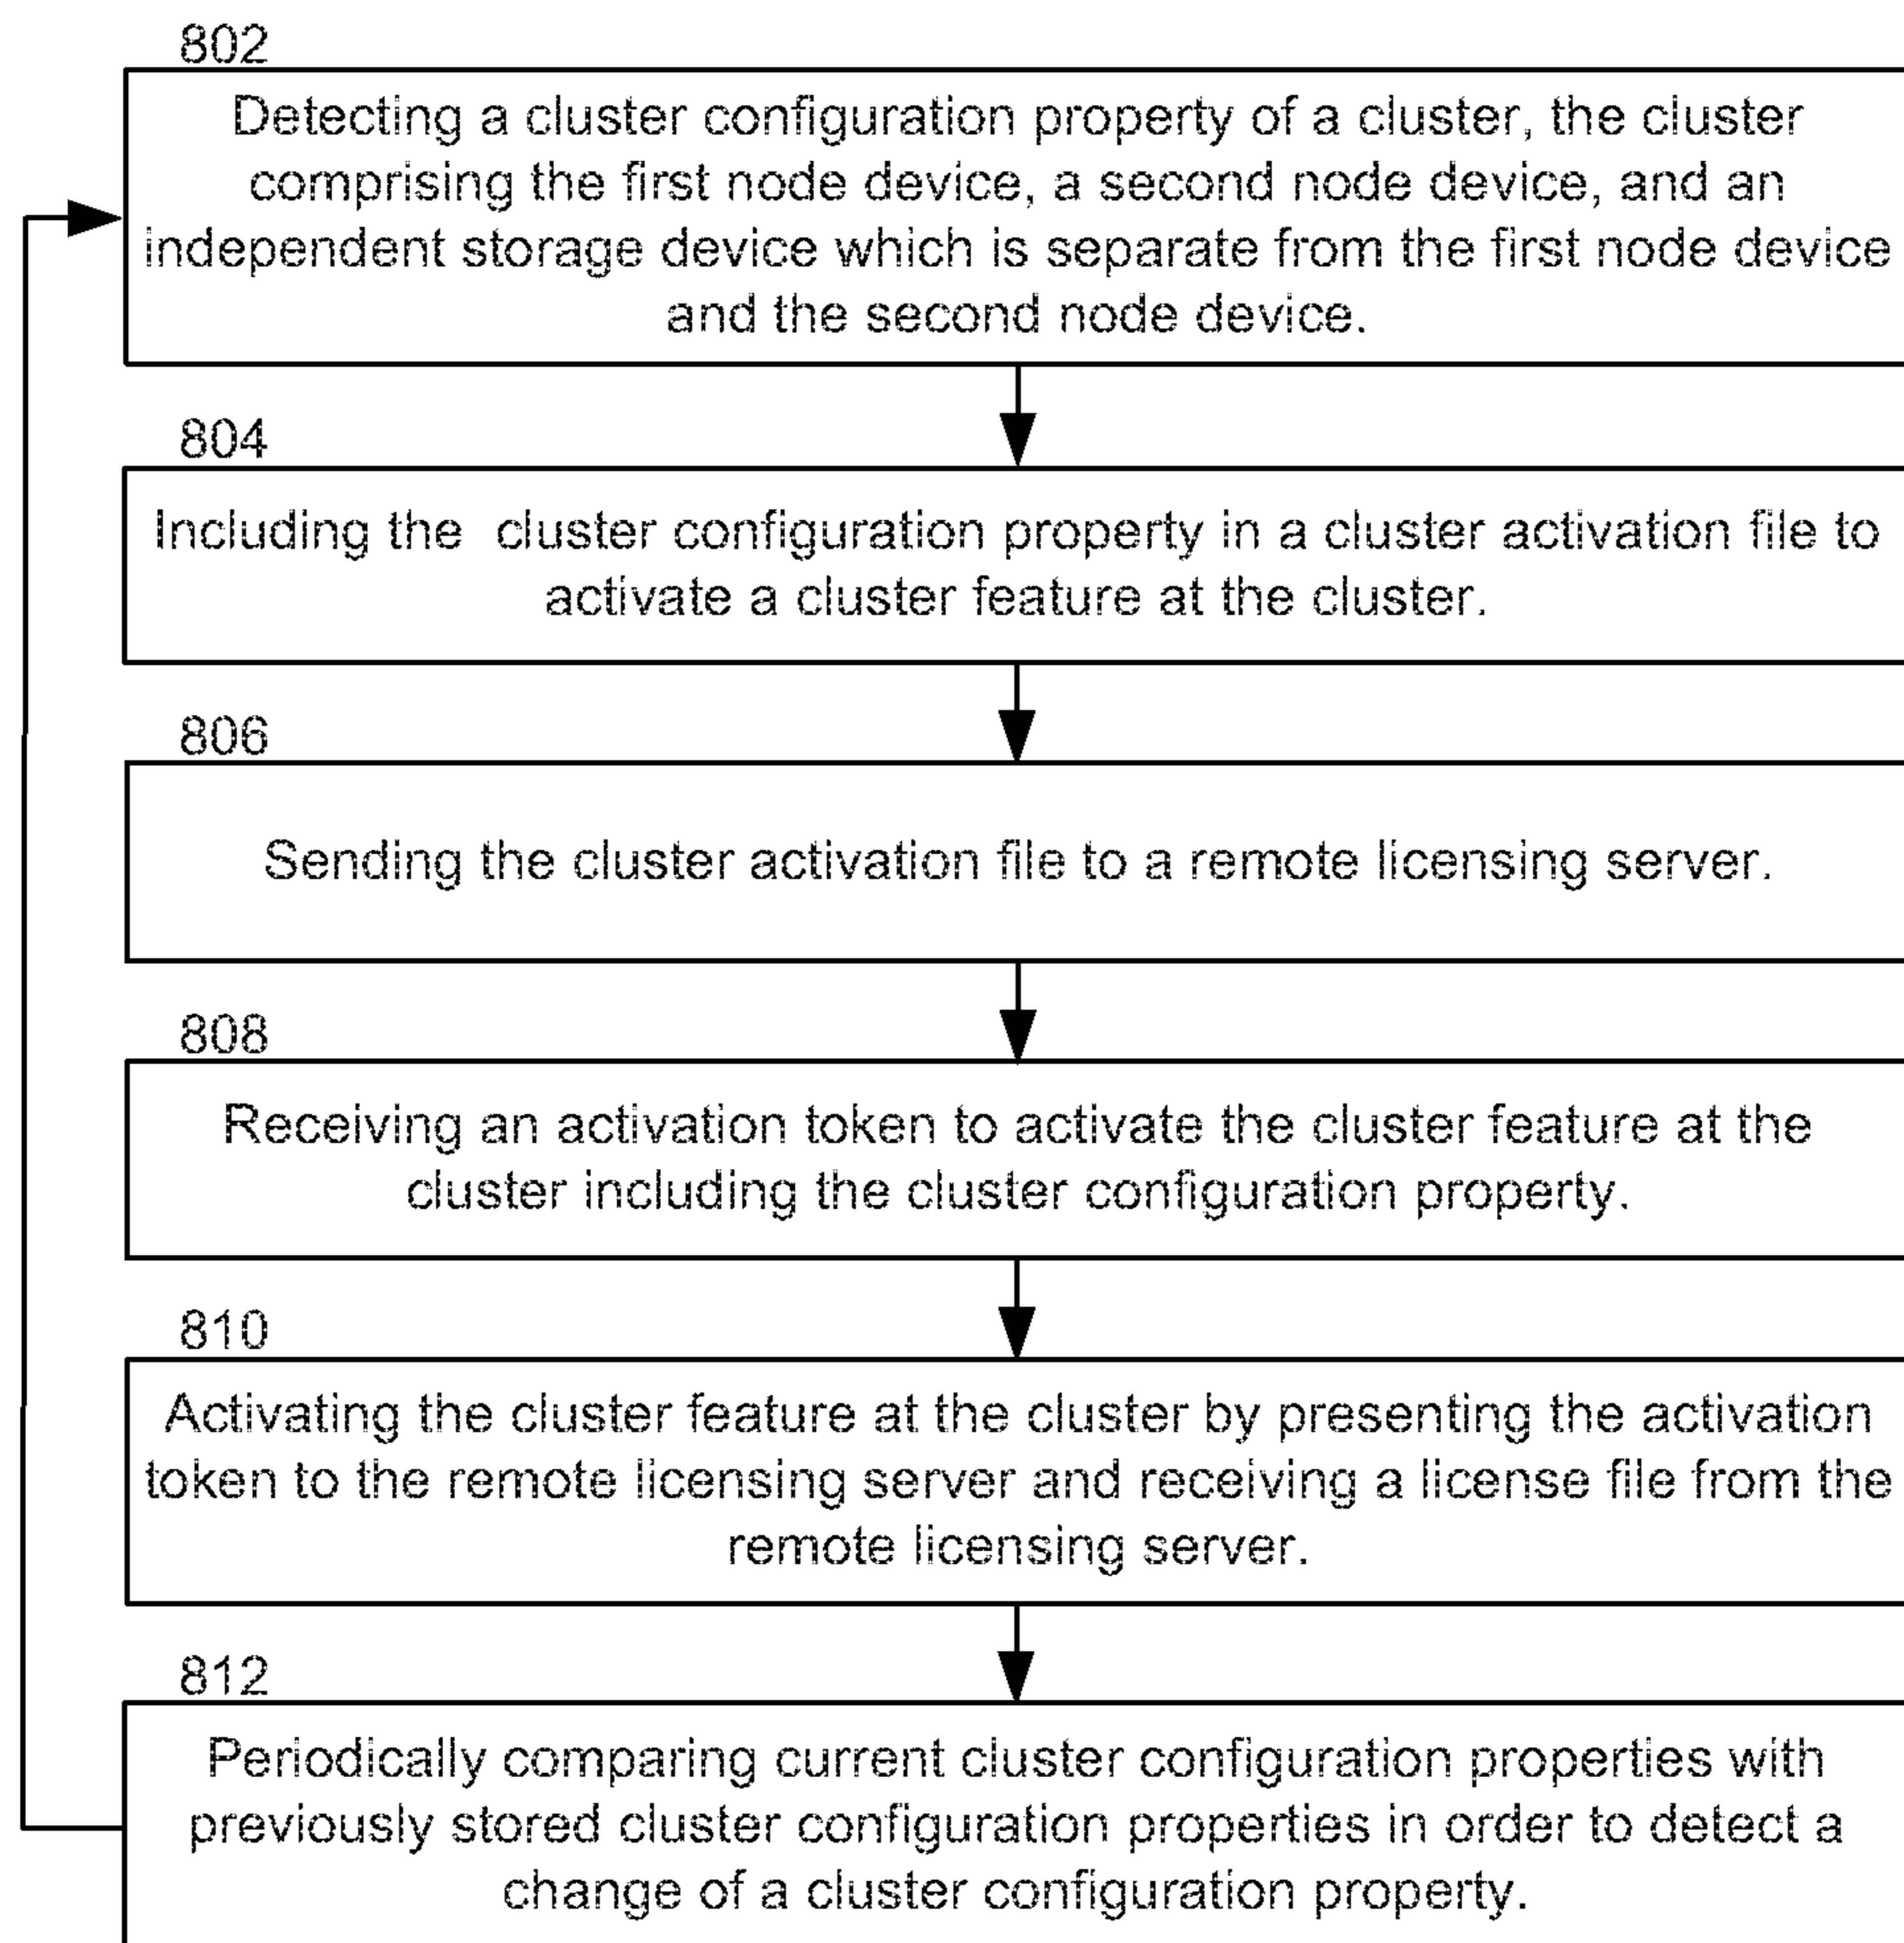 802
Detecting a cluster configuration property of a cluster, the cluster
comprising the first node device, a second node device, and an
independent storage device which is separate from the first node device
and the second node device.
804
Including the cluster configuration property in a cluster activation file to
activate a cluster feature at the cluster.
806
Sending the cluster activation file to a remote licensing server.
808
Receiving an activation token to activate the cluster feature at the
cluster including the cluster configuration property.
810
Activating the cluster feature at the cluster by presenting the activation
token to the remote licensing server and receiving a license file from the
remote licensing server.
812
Periodically comparing current cluster configuration properties with
previously stored cluster configuration properties in order to detect a
change of a cluster configuration property.